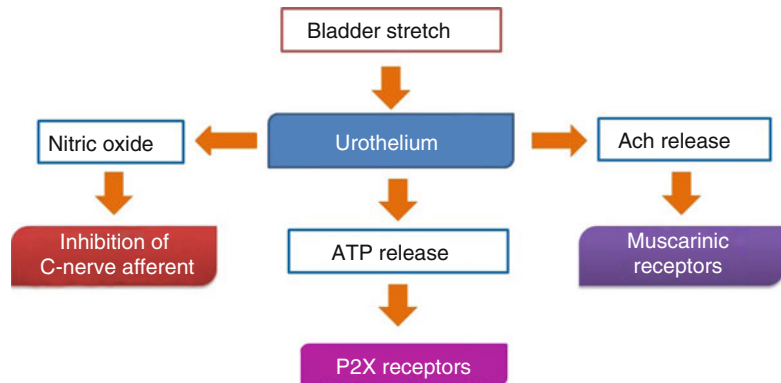 Bladder stretch
Nitric oxide
Urothelium
Ach release
Inhibition of
C-nerve afferent
ATP release
Muscarinic
receptors
P2X receptors